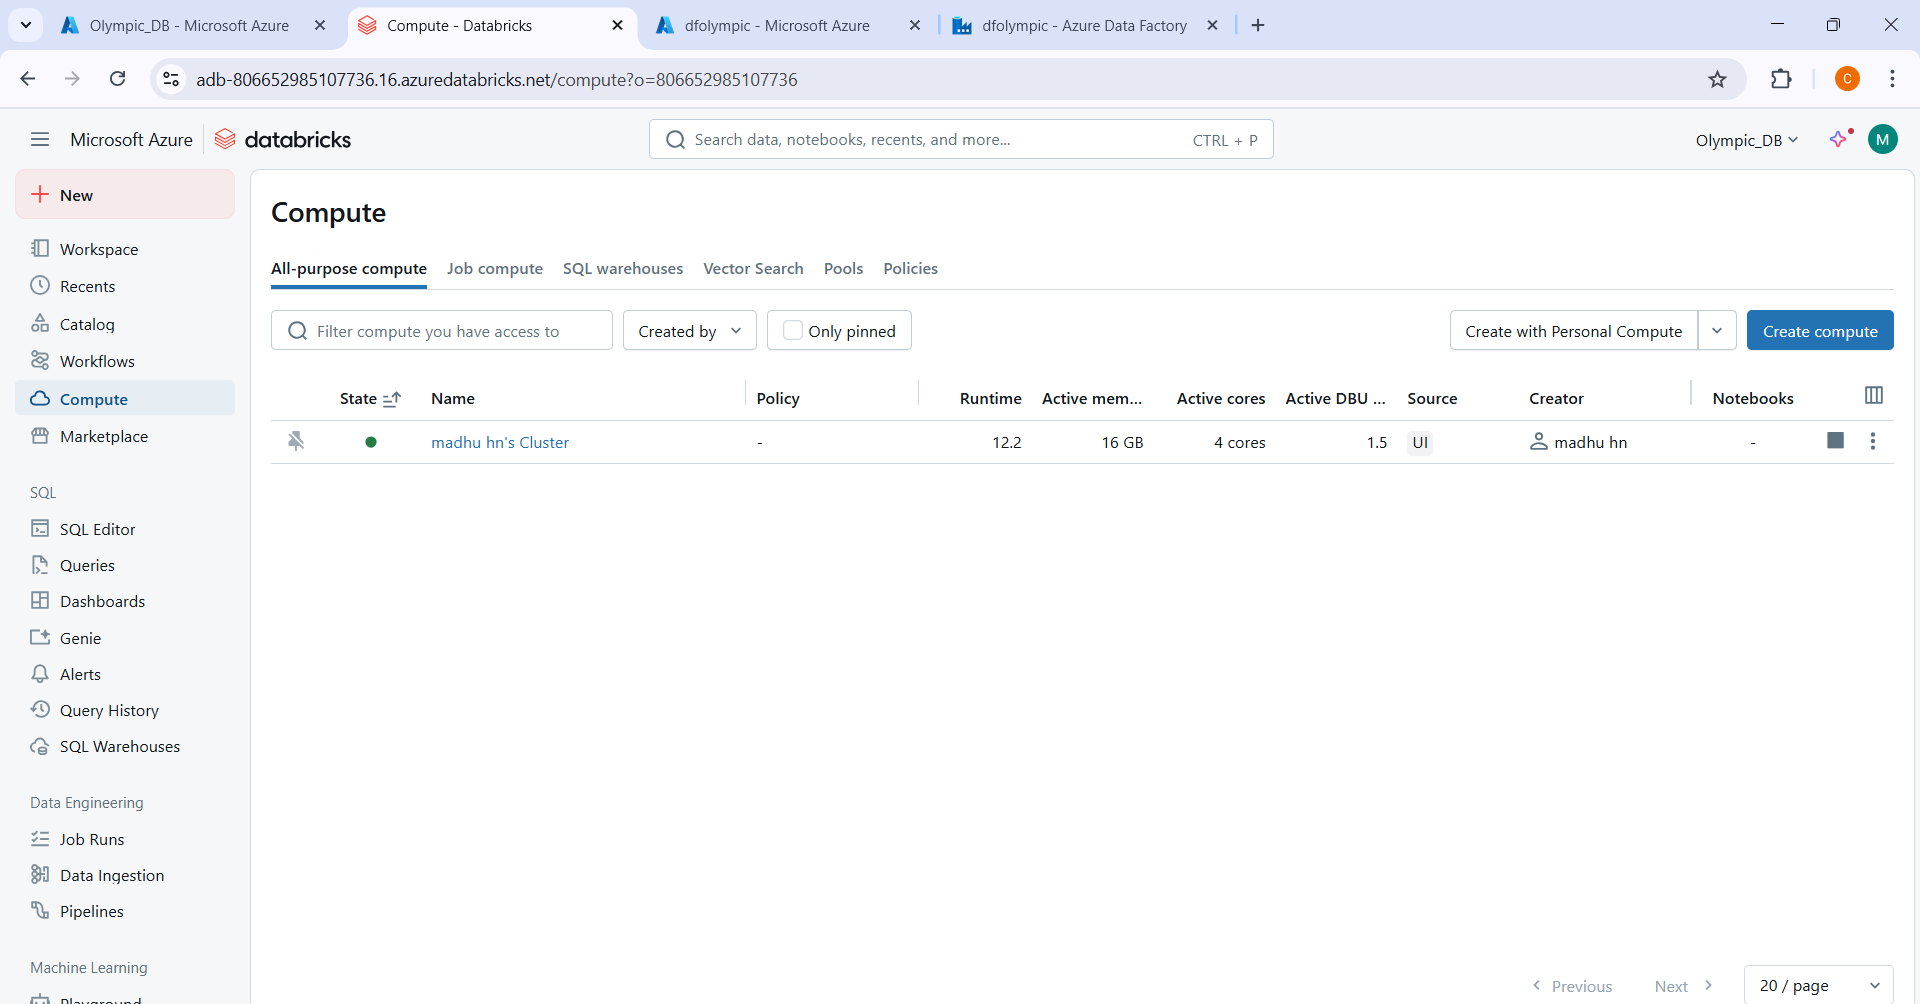 Olympic_DB - Microsoft Azure
Compute - Databricks
dfolympic - Microsoft Azure
dfolympic - Azure Data Factory
adb-806652985107736.16.azuredatabricks.net/compute?o=806652985107736
C
Microsoft Azure
databricks
Search data, notebooks, recents, and more...
CTRL + P
Olympic_DB
M
New
Workspace
Recents
Catalog
Workflows
Compute
Marketplace
SQL
SQL Editor
Queries
Dashboards
Genie
Alerts
Query History
SQL Warehouses
Data Engineering
Job Runs
Data Ingestion
Pipelines
Machine Learning
Playground
Compute
All-purpose compute
Job compute
SQL warehouses
Vector Search
Pools
Policies
Filter compute you have access to
Created by
Only pinned
Create with Personal Compute
Create compute
State
Name
Policy
Runtime
Active mem...
Active cores
Active DBU ...
Source
Creator
Notebooks
madhu hn's Cluster
-
12.2
16 GB
4 cores
1.5
UI
madhu hn
-
Previous
Next
20 / page